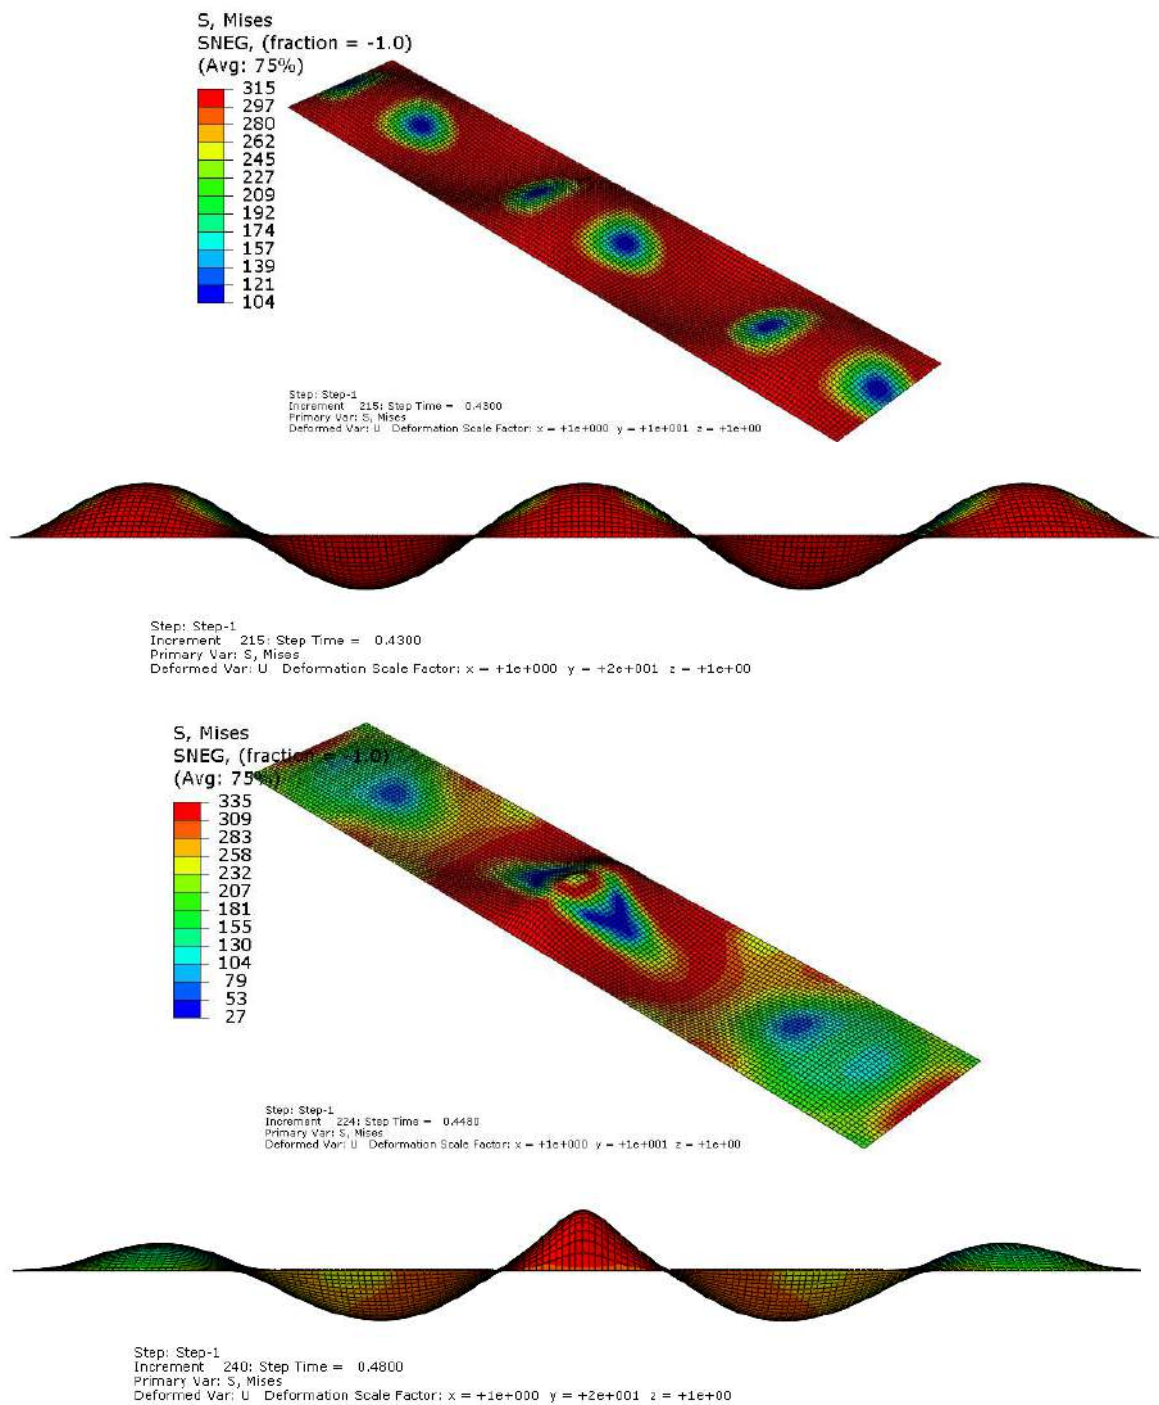 S, Mises
SNEG, (fraction = -1.0)
(Avg: 75%)
315
297
280
262
245
227
209
192
174
157
139
121
104
Step: Step-1
Increment 215: Step Time = 0.4300
Primary Var: S, Mises
Deformed Var: U Deformation Scale Factor: x = +1e+000 y = +1e+001 z = +1e+00
Step: Step-1
Increment 215: Step Time = 0.4300
Primary Var: S, Mises
Deformed Var: U Deformation Scale Factor: x = +1e+000 y = +2e+001 z = +1e+00
S, Mises
SNEG, (fraction = -1.0)
(Avg: 75%)
335
309
283
258
232
207
181
155
130
104
79
53
27
Step: Step-1
Increment 224: Step Time = 0.4480
Primary Var: S, Mises
Deformed Var: U Deformation Scale Factor: x = +1e+000 y = +1e+001 z = +1e+00
Step: Step-1
Increment 240: Step Time = 0.4800
Primary Var: S, Mises
Deformed Var: U Deformation Scale Factor: x = +1e+000 y = +2e+001 z = +1e+00